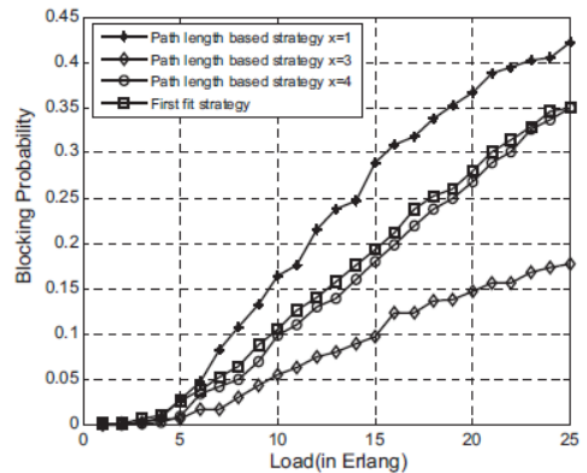 0.45
0.4
0.35
0.3
0.25
0.2
0.15
0.1
0.05
0
Blocking Probability
Path length based strategy x=1
Path length based strategy x=3
Path length based strategy x=4
First fit strategy
0 5 10 15 20 25
Load(in Erlang)